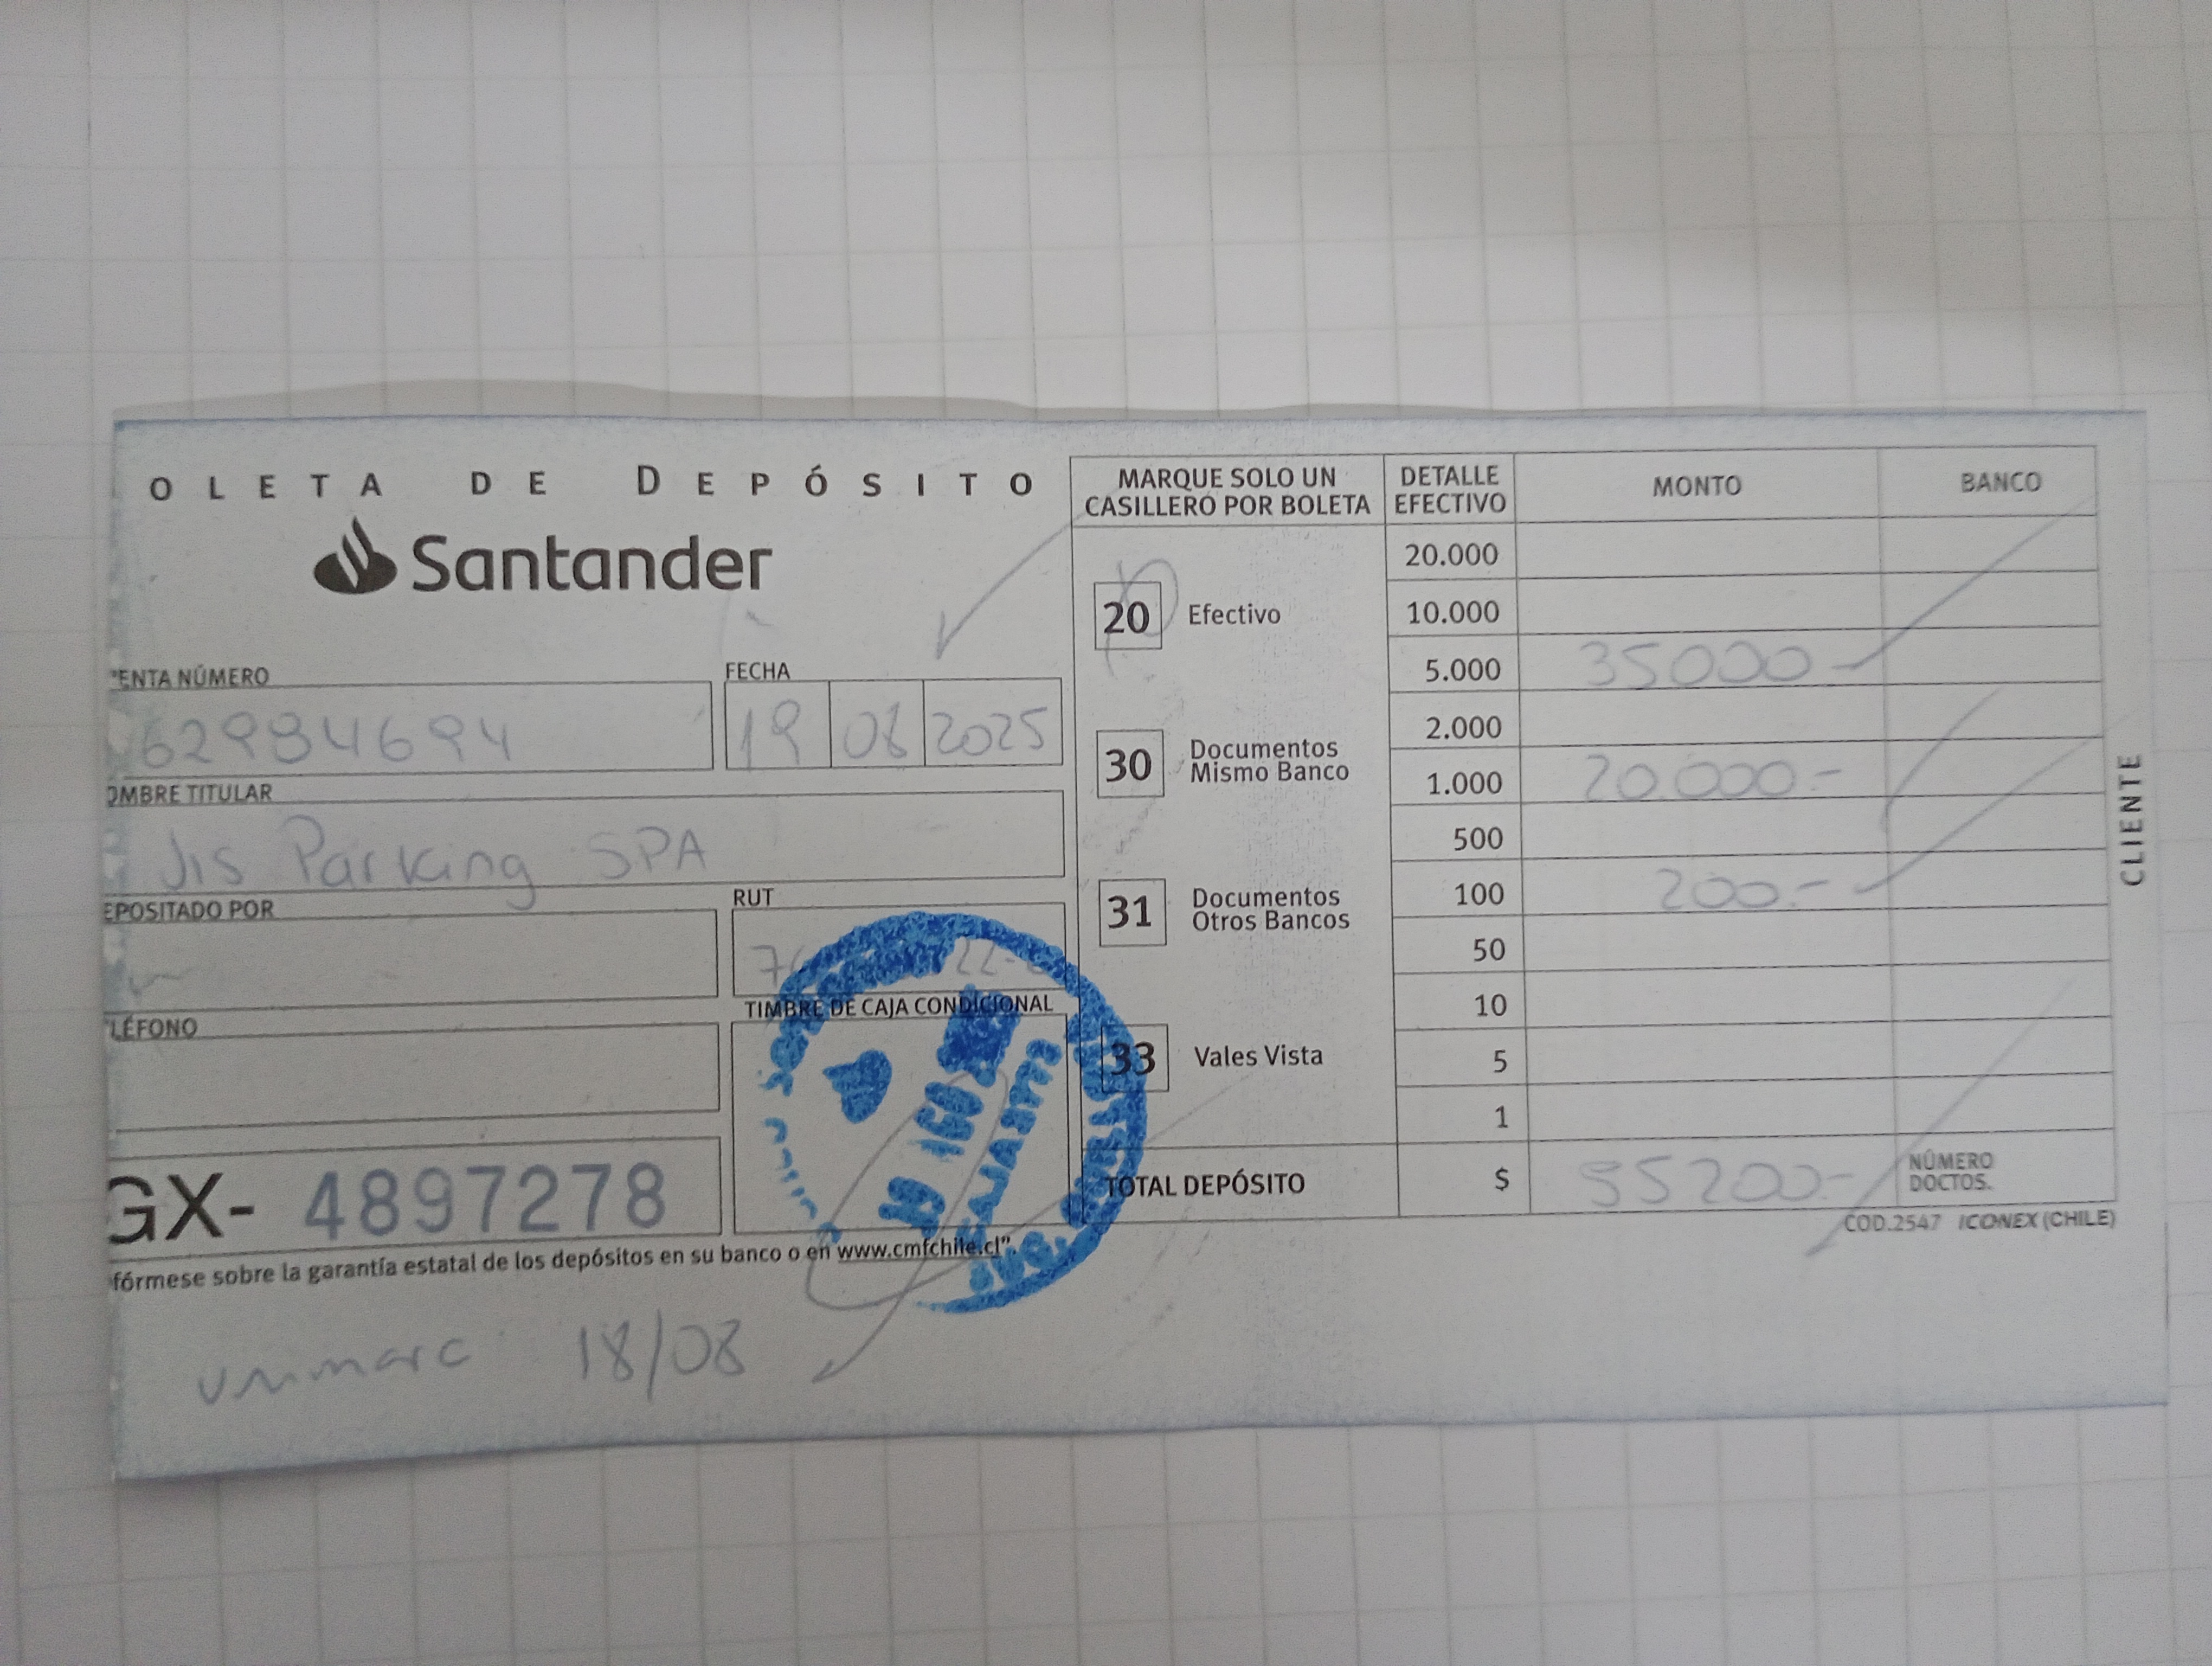 OLETA DE DEPÓSITO
Santander
ENTA NÚMERO
62984694
FECHA
19 08 2025
OMBRE TITULAR
Jis Parking SPA
EPOSITADO POR
RUT
TIMBRE DE CAJA CONDICIONAL
LÉFONO
GX- 4897278
fórmese sobre la garantía estatal de los depósitos en su banco o en www.cmfchile.cl".
unimarc 18/08
MARQUE SOLO UN
CASILLERO POR BOLETA
20 Efectivo
30 Documentos
Mismo Banco
31 Documentos
Otros Bancos
33 Vales Vista
DETALLE
EFECTIVO MONTO BANCO
20.000
10.000
5.000 35000-
2.000
1.000 20.000.-
500
100 200.-
50
10
5
1
TOTAL DEPÓSITO $ 55200.- NÚMERO
DOCTOS.
COD.2547 ICONEX (CHILE)
CLIENTE